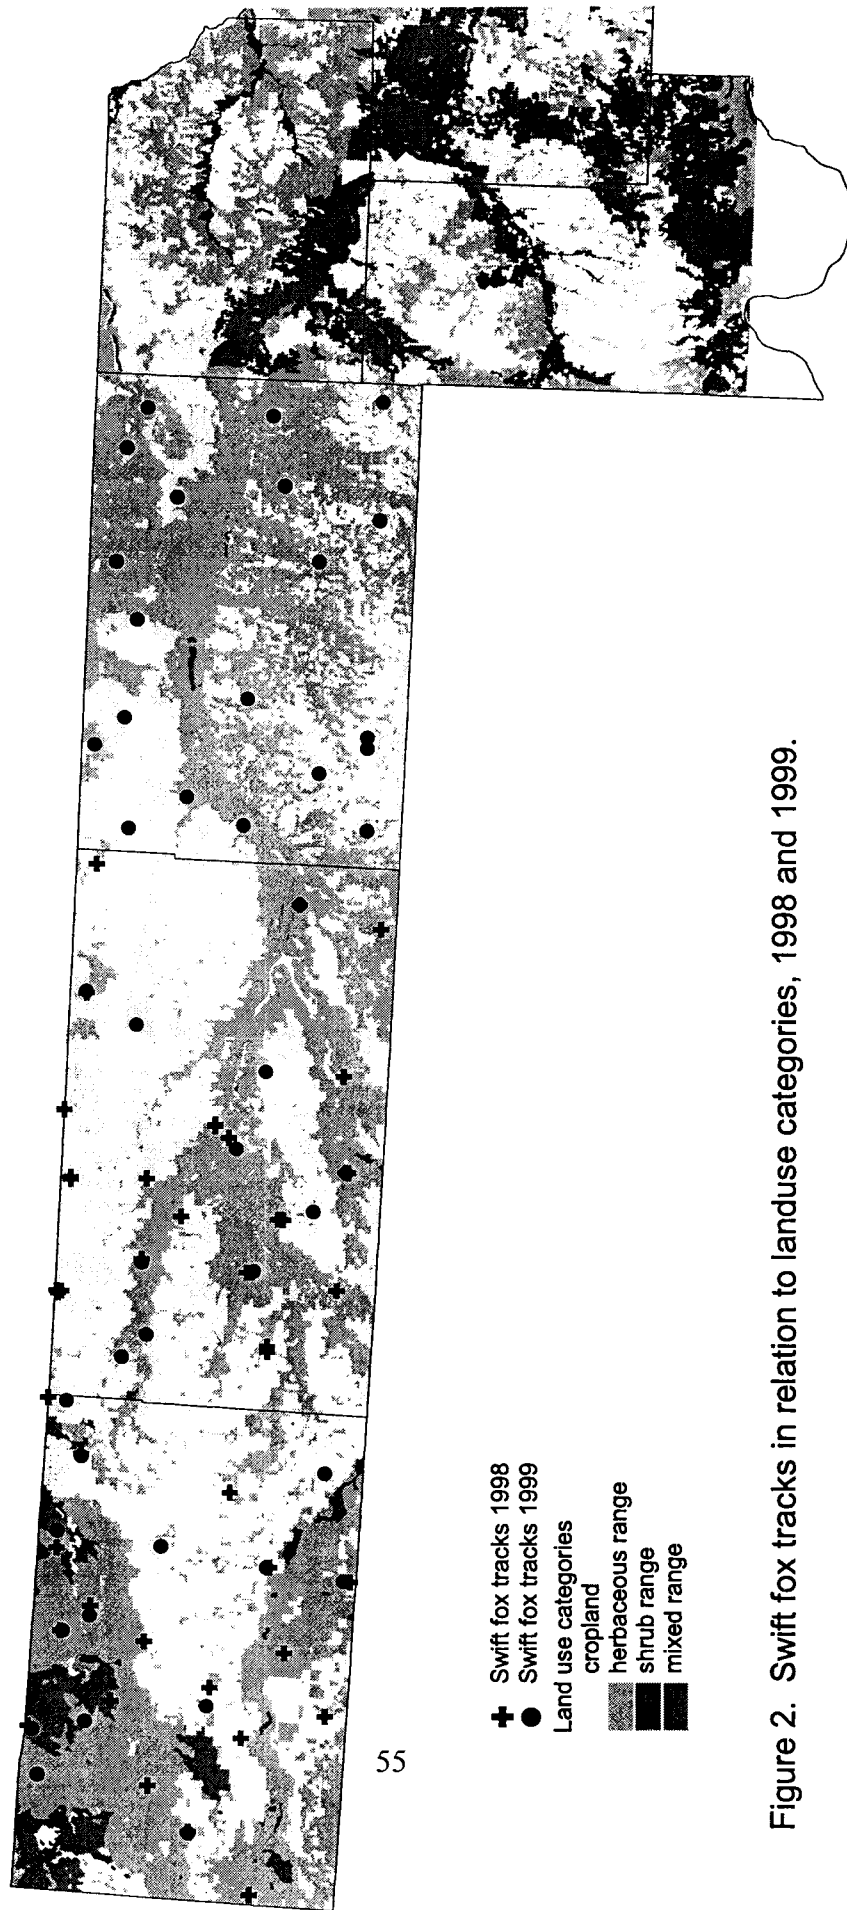 Swift fox tracks 1998
Swift fox tracks 1999
Land use categories
cropland
herbaceous range
shrub range
mixed range
55
Figure 2. Swift fox tracks in relation to landuse categories, 1998 and 1999.